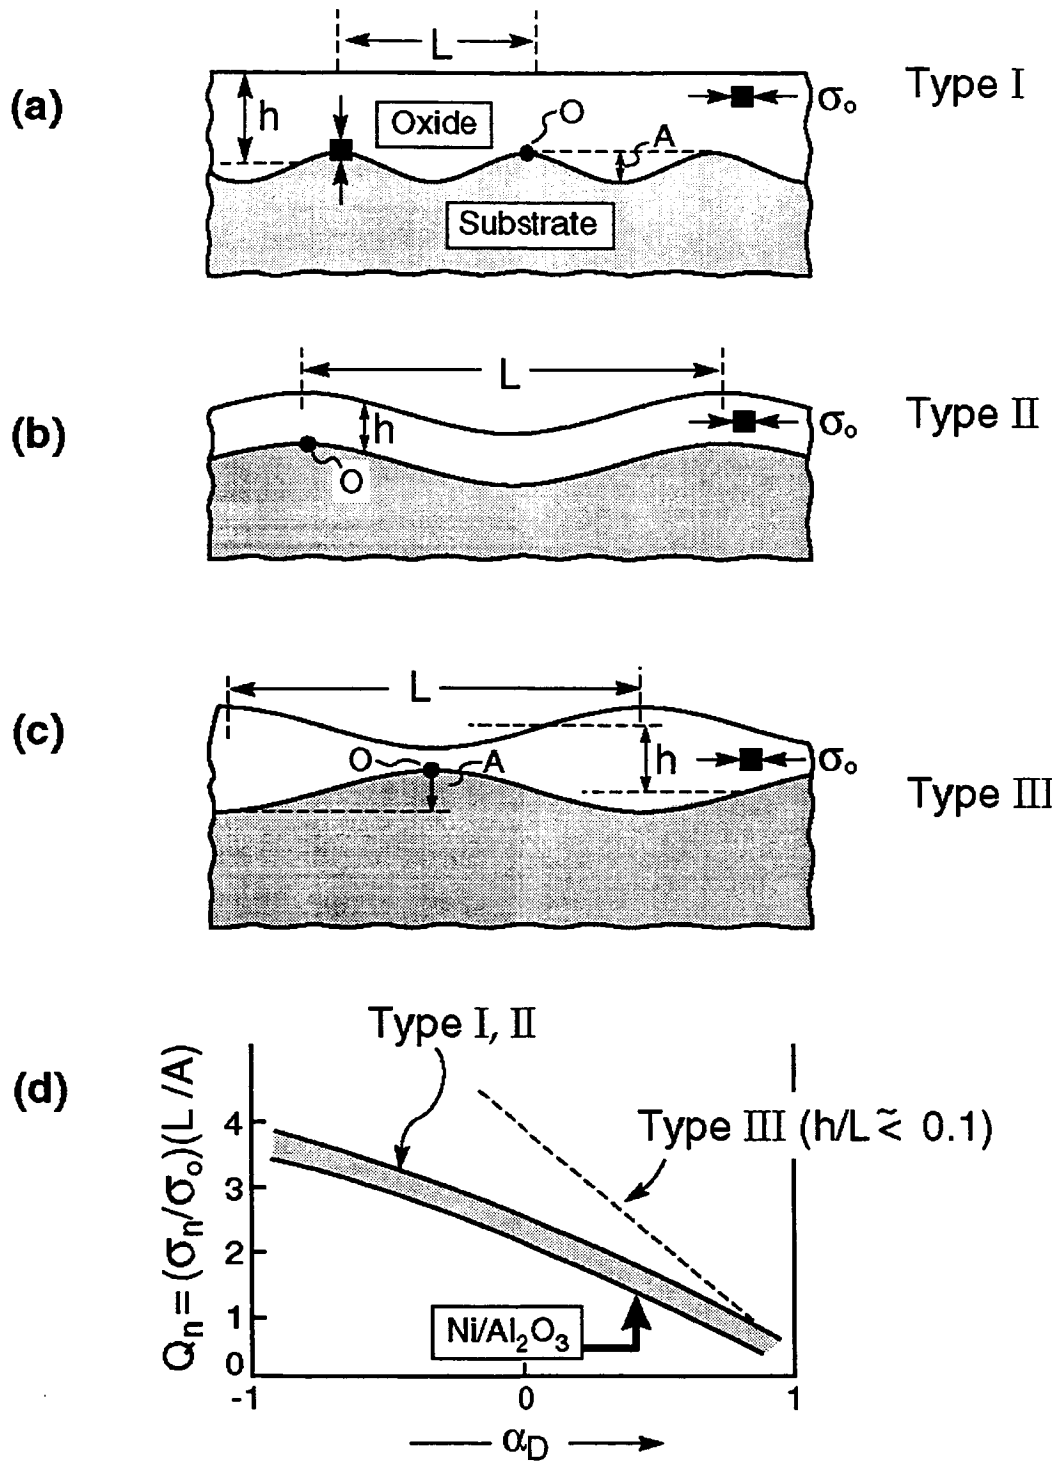 (a)
L
Type I
h
Oxide
O
A
σₒ
Substrate
(b)
L
Type II
h
σₒ
O
(c)
L
O
A
h
σₒ
Type III
(d)
Type I, II
Qₙ = (σₙ/σₒ)(L/A)
4
3
2
1
0
Type III (h/L ≈< 0.1)
Ni/Al₂O₃
-1
0
1
α_D